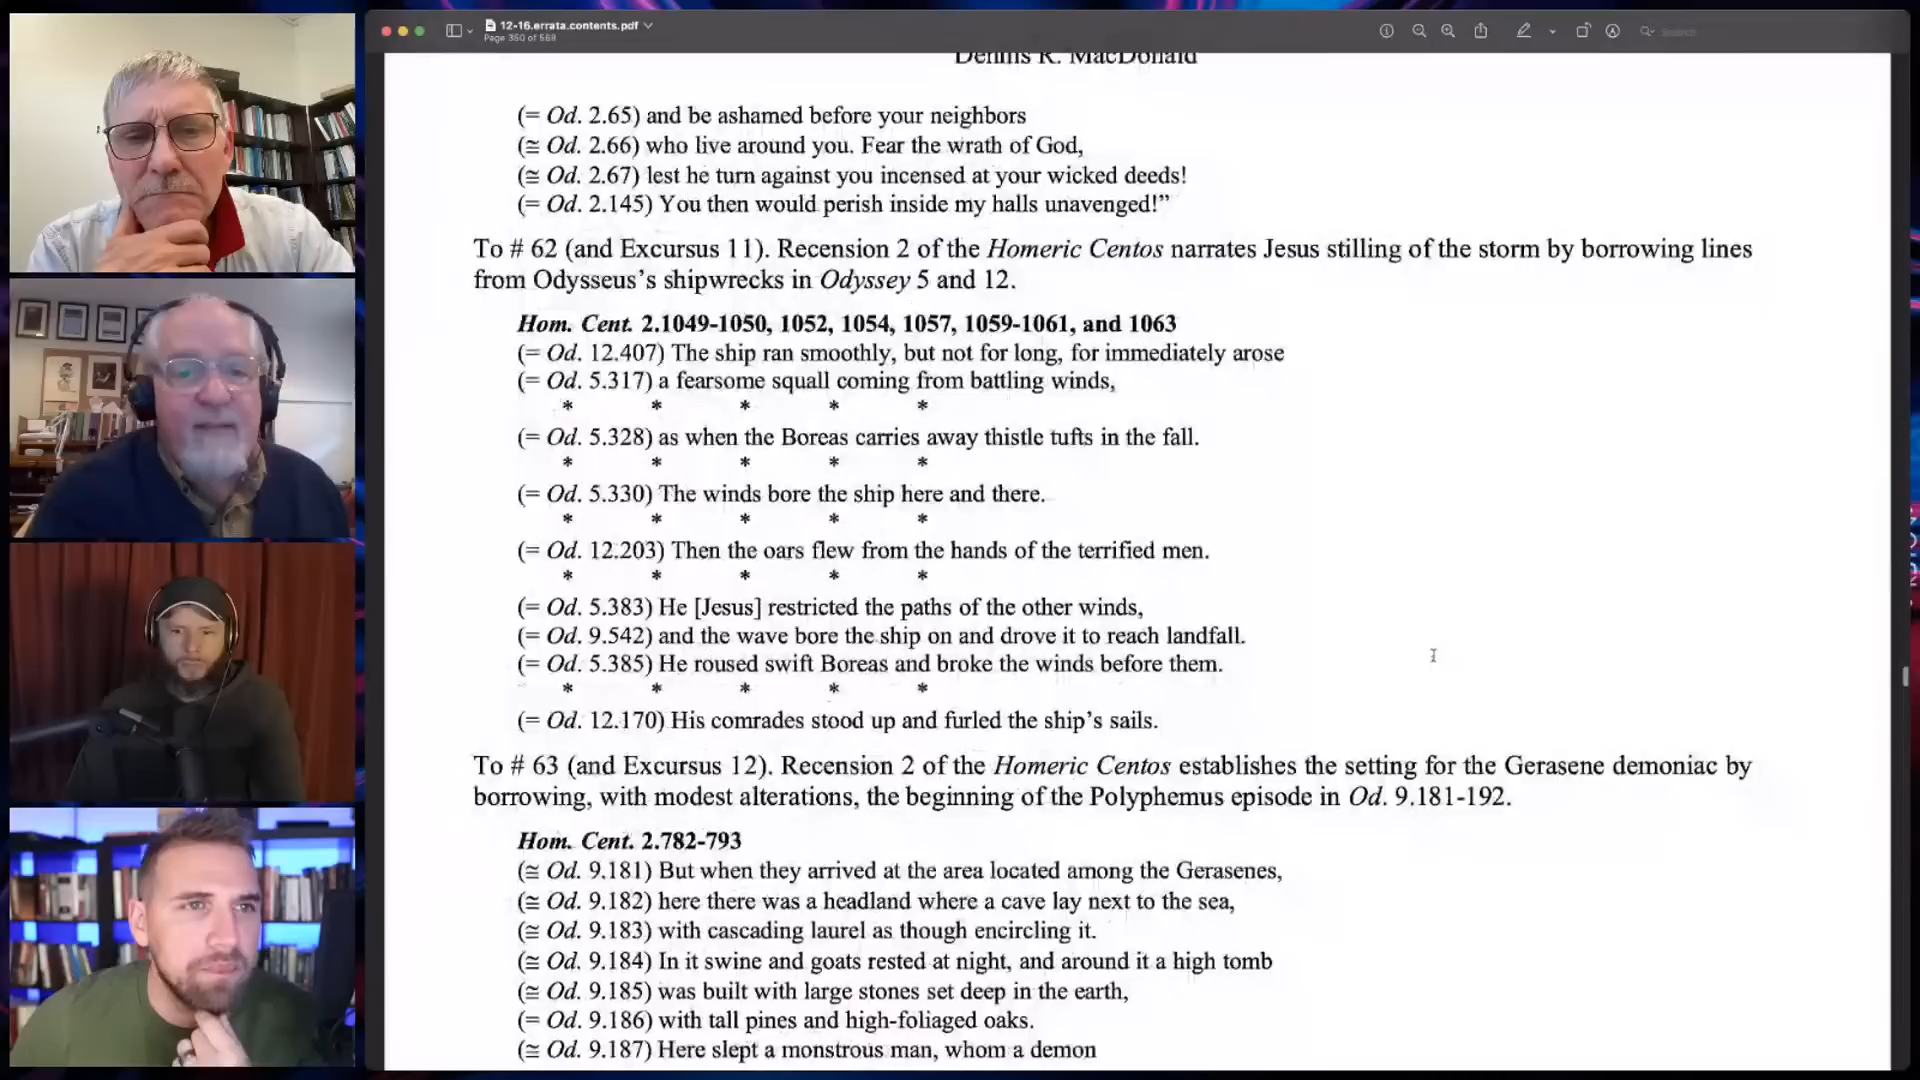 12-16.errata.contents.pdf
Page 350 of 568
Search
Dennis R. MacDonald
(= Od. 2.65) and be ashamed before your neighbors
(≅ Od. 2.66) who live around you. Fear the wrath of God,
(≅ Od. 2.67) lest he turn against you incensed at your wicked deeds!
(= Od. 2.145) You then would perish inside my halls unavenged!”
To # 62 (and Excursus 11). Recension 2 of the Homeric Centos narrates Jesus stilling of the storm by borrowing lines
from Odysseus’s shipwrecks in Odyssey 5 and 12.
Hom. Cent. 2.1049-1050, 1052, 1054, 1057, 1059-1061, and 1063
(= Od. 12.407) The ship ran smoothly, but not for long, for immediately arose
(= Od. 5.317) a fearsome squall coming from battling winds,
* * * * *
(= Od. 5.328) as when the Boreas carries away thistle tufts in the fall.
* * * * *
(= Od. 5.330) The winds bore the ship here and there.
* * * * *
(= Od. 12.203) Then the oars flew from the hands of the terrified men.
* * * * *
(= Od. 5.383) He [Jesus] restricted the paths of the other winds,
(= Od. 9.542) and the wave bore the ship on and drove it to reach landfall.
(= Od. 5.385) He roused swift Boreas and broke the winds before them.
* * * * *
(= Od. 12.170) His comrades stood up and furled the ship’s sails.
To # 63 (and Excursus 12). Recension 2 of the Homeric Centos establishes the setting for the Gerasene demoniac by
borrowing, with modest alterations, the beginning of the Polyphemus episode in Od. 9.181-192.
Hom. Cent. 2.782-793
(≅ Od. 9.181) But when they arrived at the area located among the Gerasenes,
(≅ Od. 9.182) here there was a headland where a cave lay next to the sea,
(≅ Od. 9.183) with cascading laurel as though encircling it.
(≅ Od. 9.184) In it swine and goats rested at night, and around it a high tomb
(≅ Od. 9.185) was built with large stones set deep in the earth,
(= Od. 9.186) with tall pines and high-foliaged oaks.
(≅ Od. 9.187) Here slept a monstrous man, whom a demon